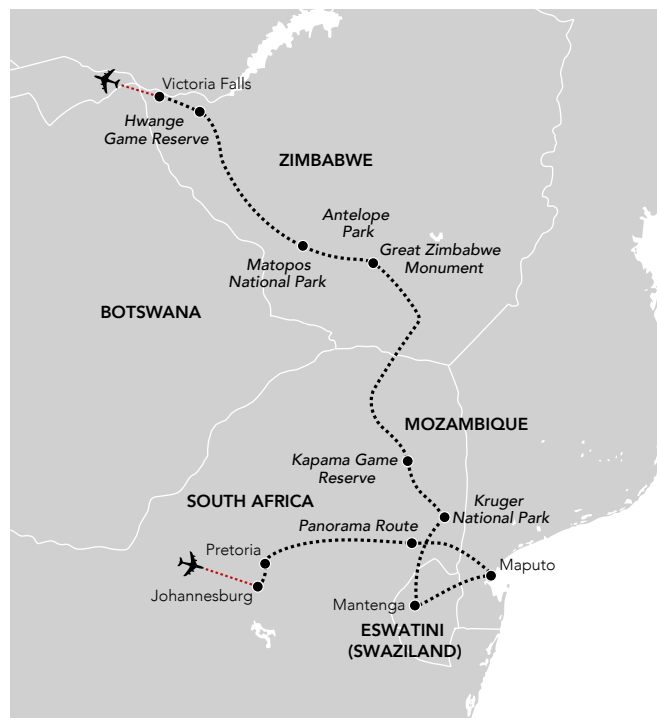 Victoria Falls
Hwange
Game Reserve
ZIMBABWE
Antelope
Park
Great Zimbabwe
Monument
Matopos
National Park
BOTSWANA
MOZAMBIQUE
Kapama Game
Reserve
SOUTH AFRICA
Kruger
National Park
Panorama Route
Pretoria
Maputo
Johannesburg
Mantenga
ESWATINI
(SWAZILAND)